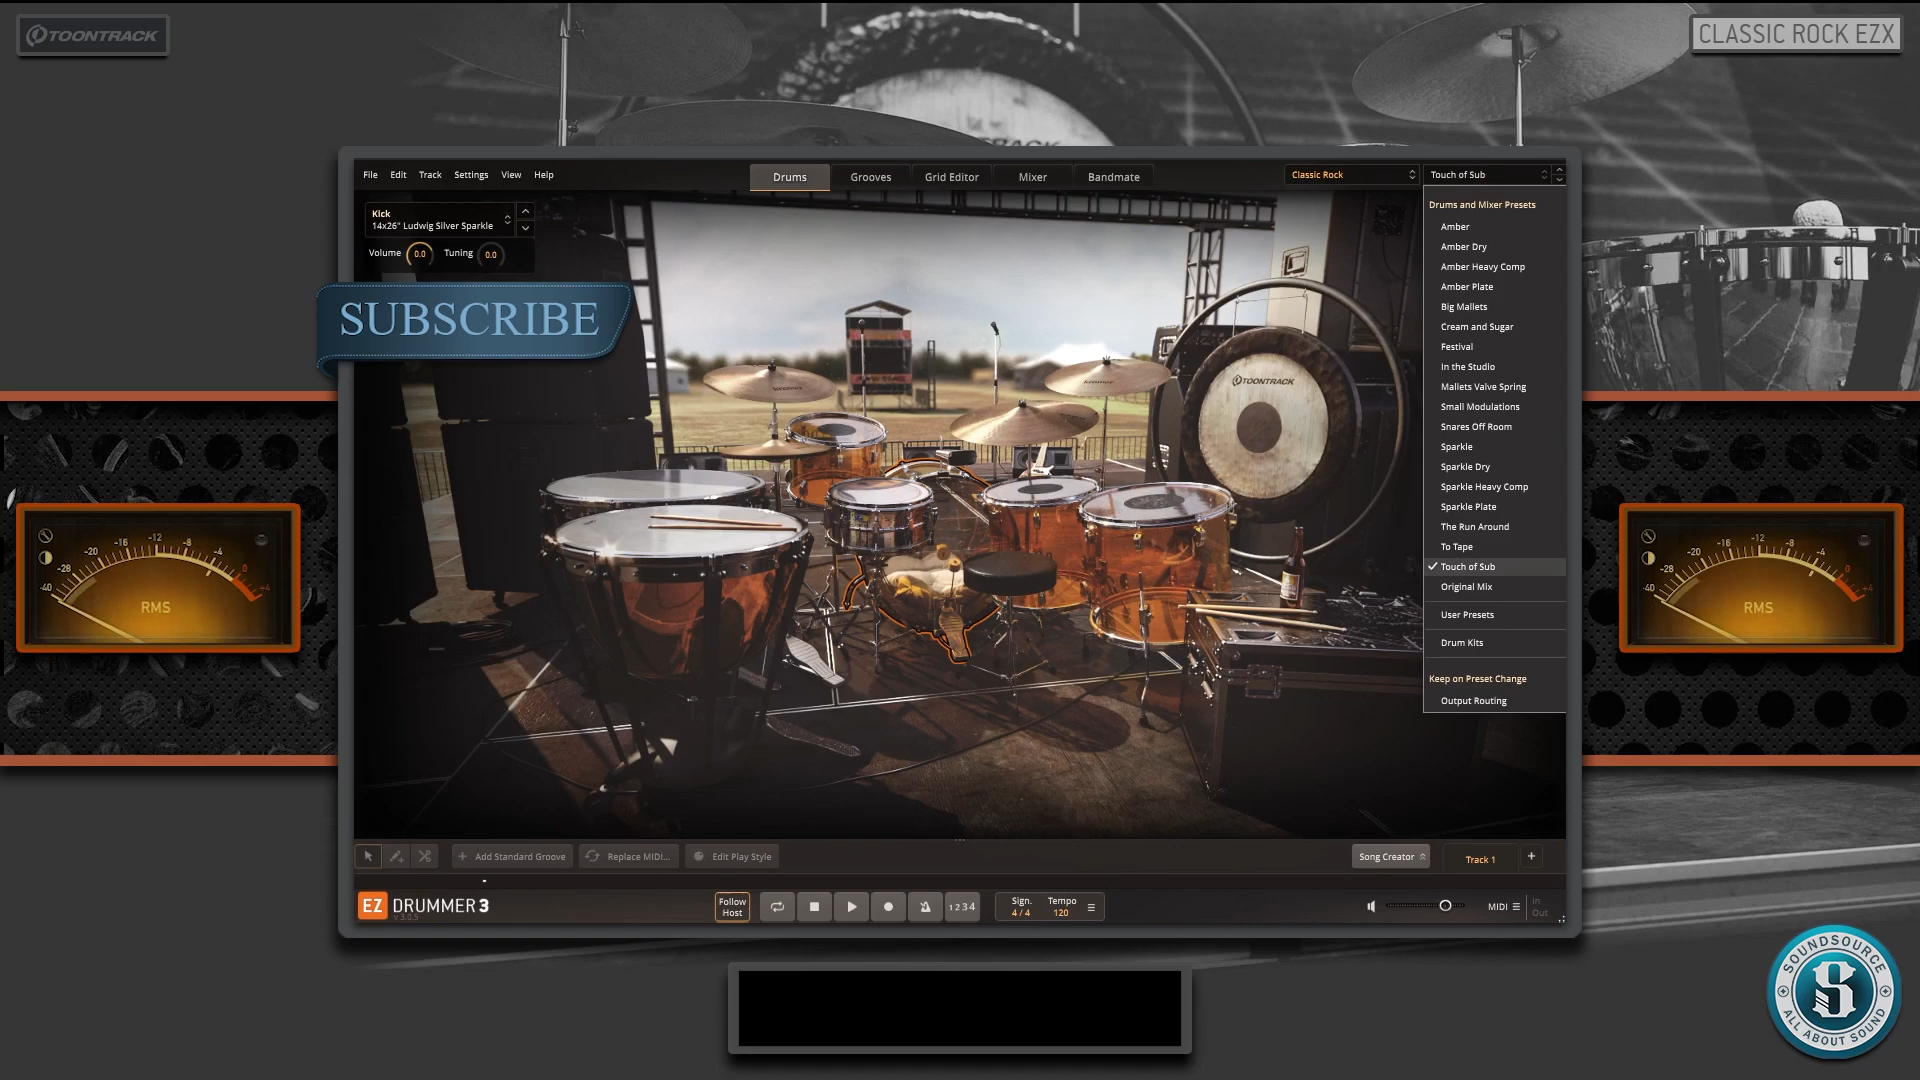 TOONTRACK
CLASSIC ROCK EZX
File Edit Track Settings View Help
Drums Grooves Grid Editor Mixer Bandmate
Classic Rock
Touch of Sub
Kick
14x26" Ludwig Silver Sparkle
Volume 0.0 Tuning 0.0
SUBSCRIBE
TOONTRACK
Drums and Mixer Presets
Amber
Amber Dry
Amber Heavy Comp
Amber Plate
Big Mallets
Cream and Sugar
Festival
In the Studio
Mallets Valve Spring
Small Modulations
Snares Off Room
Sparkle
Sparkle Dry
Sparkle Heavy Comp
Sparkle Plate
The Run Around
To Tape
Touch of Sub
Original Mix
User Presets
Drum Kits
Keep on Preset Change
Output Routing
-40 -28 -20 -16 -12 -8 -4 0 +4
RMS
-40 -28 -20 -16 -12 -8 -4 0 +4
RMS
Add Standard Groove Replace MIDI... Edit Play Style
Song Creator Track 1 +
EZ DRUMMER 3
v 3.0.5
Follow Host
1 2 3 4
Sign. 4 / 4
Tempo 120
MIDI
In
Out
SOUNDSOURCE
S
ALL ABOUT SOUND